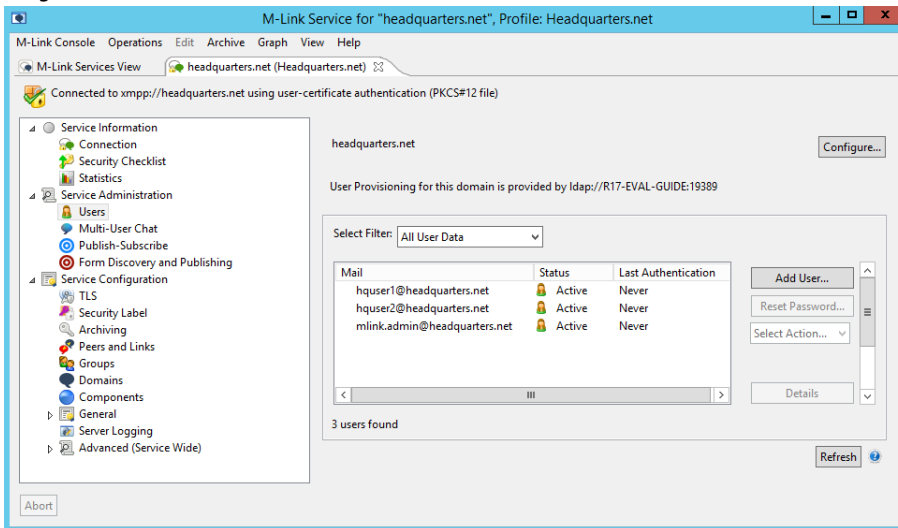 M-Link Service for "headquarters.net", Profile: Headquarters.net
M-Link Console Operations Edit Archive Graph View Help
M-Link Services View headquarters.net (Headquarters.net)
Connected to xmpp://headquarters.net using user-certificate authentication (PKCS#12 file)
Service Information
Connection
Security Checklist
Statistics
Service Administration
Users
Multi-User Chat
Publish-Subscribe
Form Discovery and Publishing
Service Configuration
TLS
Security Label
Archiving
Peers and Links
Groups
Domains
Components
General
Server Logging
Advanced (Service Wide)
headquarters.net
Configure...
User Provisioning for this domain is provided by ldap://R17-EVAL-GUIDE:19389
Select Filter: All User Data
Mail Status Last Authentication
hquser1@headquarters.net Active Never
hquser2@headquarters.net Active Never
mlink.admin@headquarters.net Active Never
Add User...
Reset Password...
Select Action...
Details
3 users found
Refresh
Abort